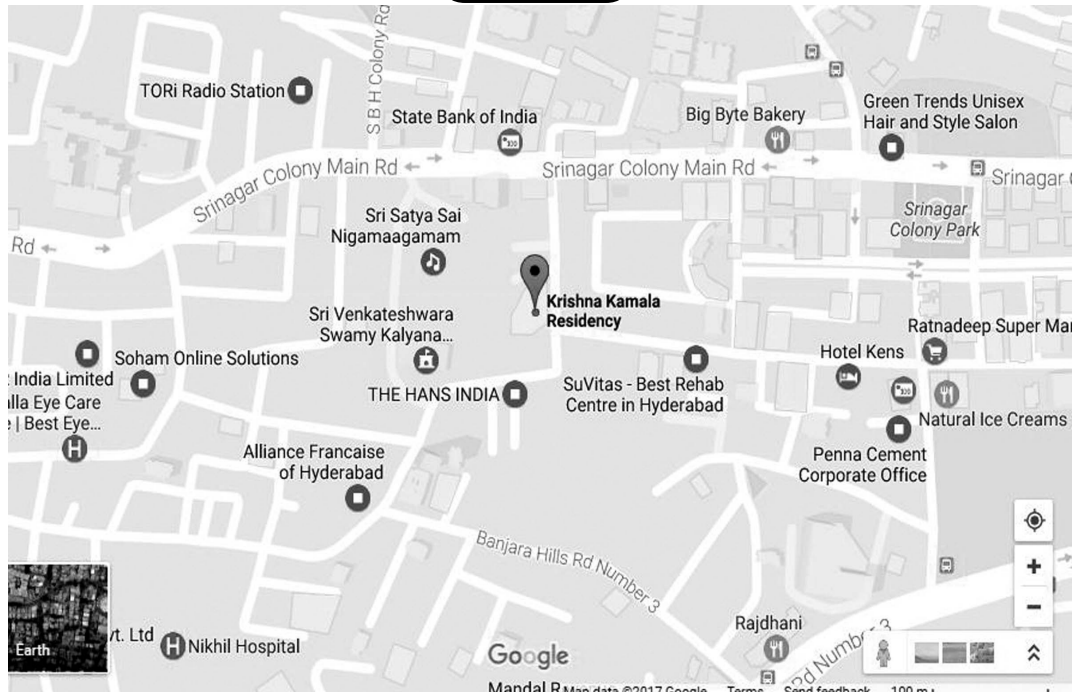 S B H Colony Rd
TORi Radio Station
State Bank of India
Big Byte Bakery
Green Trends Unisex
Hair and Style Salon
Srinagar Colony Main Rd
Srinagar Colony Main Rd
Srinagar C
Sri Satya Sai
Nigamaagamam
Srinagar
Colony Park
Rd
Krishna Kamala
Residency
Sri Venkateshwara
Swamy Kalyana...
Ratnadeep Super Mar
Hotel Kens
Soham Online Solutions
India Limited
alla Eye Care
| Best Eye...
THE HANS INDIA
SuVitas - Best Rehab
Centre in Hyderabad
Natural Ice Creams
Penna Cement
Corporate Office
Alliance Francaise
of Hyderabad
Banjara Hills Rd Number 3
Rajdhani
Rd Number 3
vt. Ltd
Nikhil Hospital
Earth
Google
Mandal R
Map data ©2017 Google Terms Send feedback 100 m